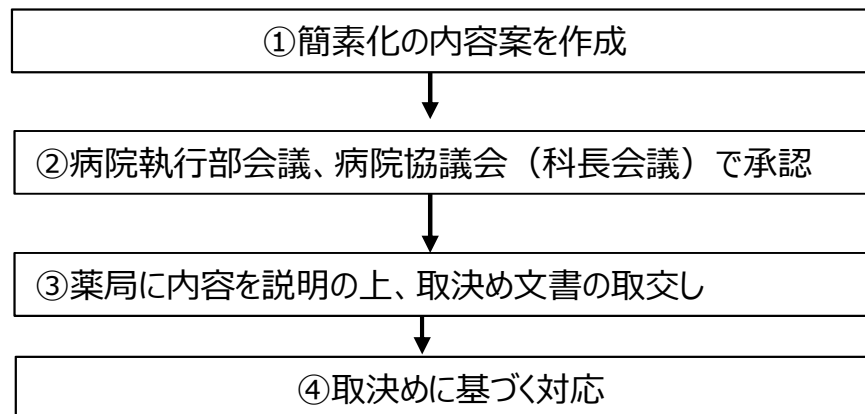 ①簡素化の内容案を作成
②病院執行部会議、病院協議会（科長会議）で承認
③薬局に内容を説明の上、取決め文書の取交し
④取決めに基づく対応